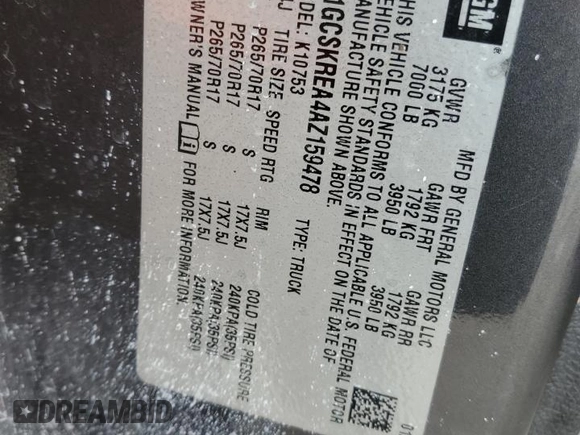 GM ®
MFD BY GENERAL MOTORS LLC 01
GVWR GAWR FRT GAWR RR
3175 KG 1792 KG 1792 KG
7000 LB 3950 LB 3950 LB
THIS VEHICLE CONFORMS TO ALL APPLICABLE U.S. FEDERAL MOTOR
VEHICLE SAFETY STANDARDS IN EFFECT ON THE DATE OF
MANUFACTURE SHOWN ABOVE.
1GCSKREA4AZ159478 TYPE: TRUCK
DEL: K10753
TIRE SIZE SPEED RTG RIM COLD TIRE PRESSURE
P265/70R17 S 17X7.5J 240KPA(35PSI)
P265/70R17 S 17X7.5J 240KPA(35PSI)
P265/70R17 S 17X7.5J 240KPA(35PSI)
OWNER'S MANUAL FOR MORE INFORMATION.
DREAMBID